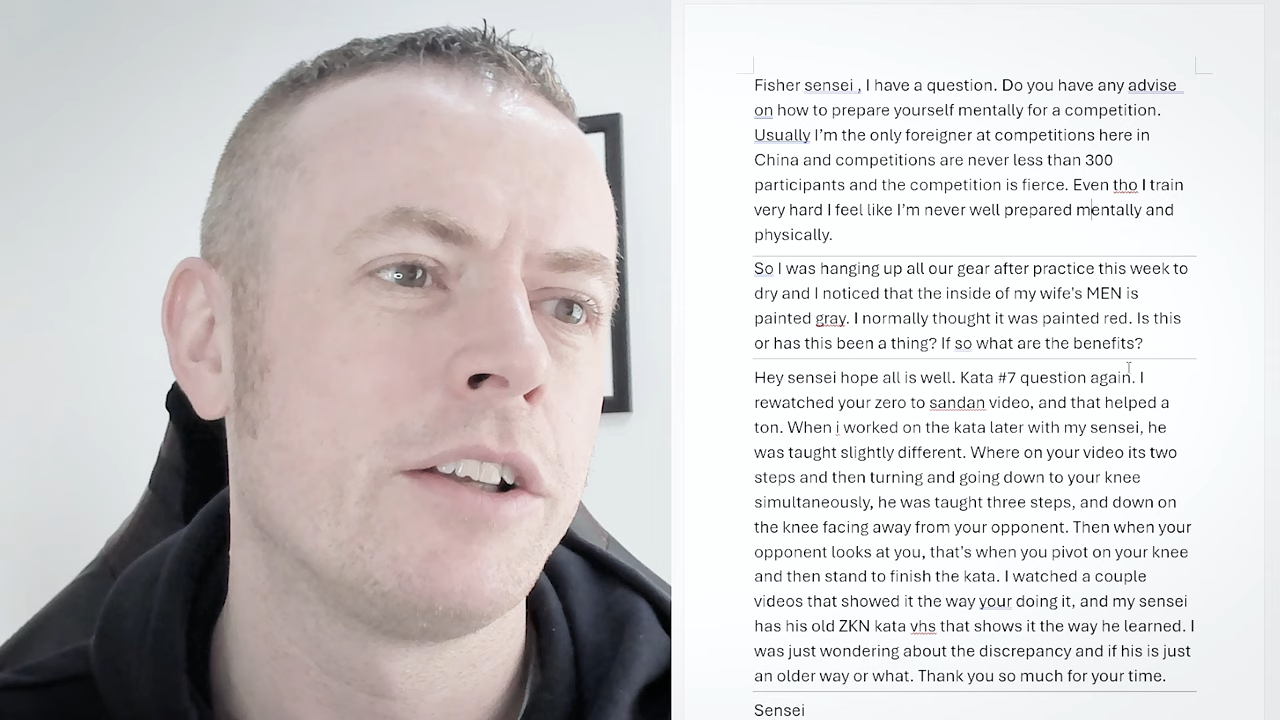 Fisher sensei , I have a question. Do you have any advise
on how to prepare yourself mentally for a competition.
Usually I’m the only foreigner at competitions here in
China and competitions are never less than 300
participants and the competition is fierce. Even tho I train
very hard I feel like I’m never well prepared mentally and
physically.
So I was hanging up all our gear after practice this week to
dry and I noticed that the inside of my wife’s MEN is
painted gray. I normally thought it was painted red. Is this
or has this been a thing? If so what are the benefits?
Hey sensei hope all is well. Kata #7 question again. I
rewatched your zero to sandan video, and that helped a
ton. When i worked on the kata later with my sensei, he
was taught slightly different. Where on your video its two
steps and then turning and going down to your knee
simultaneously, he was taught three steps, and down on
the knee facing away from your opponent. Then when your
opponent looks at you, that’s when you pivot on your knee
and then stand to finish the kata. I watched a couple
videos that showed it the way your doing it, and my sensei
has his old ZKN kata vhs that shows it the way he learned. I
was just wondering about the discrepancy and if his is just
an older way or what. Thank you so much for your time.
Sensei